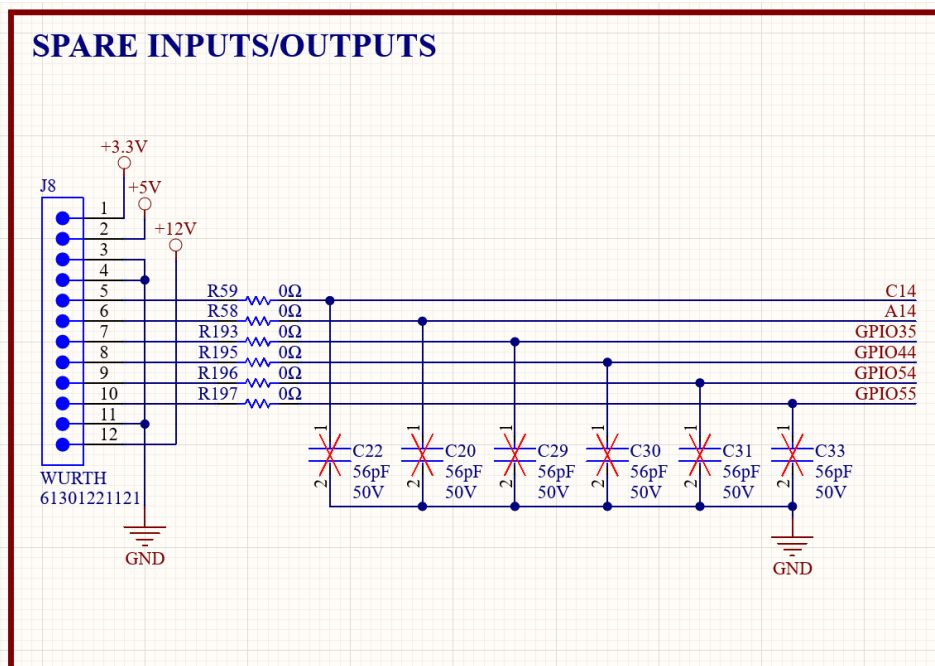 SPARE INPUTS/OUTPUTS
+3.3V
J8
+5V
+12V
1
2
3
4
5
6
7
8
9
10
11
12
R59 0Ω
R58 0Ω
R193 0Ω
R195 0Ω
R196 0Ω
R197 0Ω
C14
A14
GPIO35
GPIO44
GPIO54
GPIO55
WURTH
61301221121
GND
1
2
C22
56pF
50V
1
2
C20
56pF
50V
1
2
C29
56pF
50V
1
2
C30
56pF
50V
1
2
C31
56pF
50V
1
2
C33
56pF
50V
GND